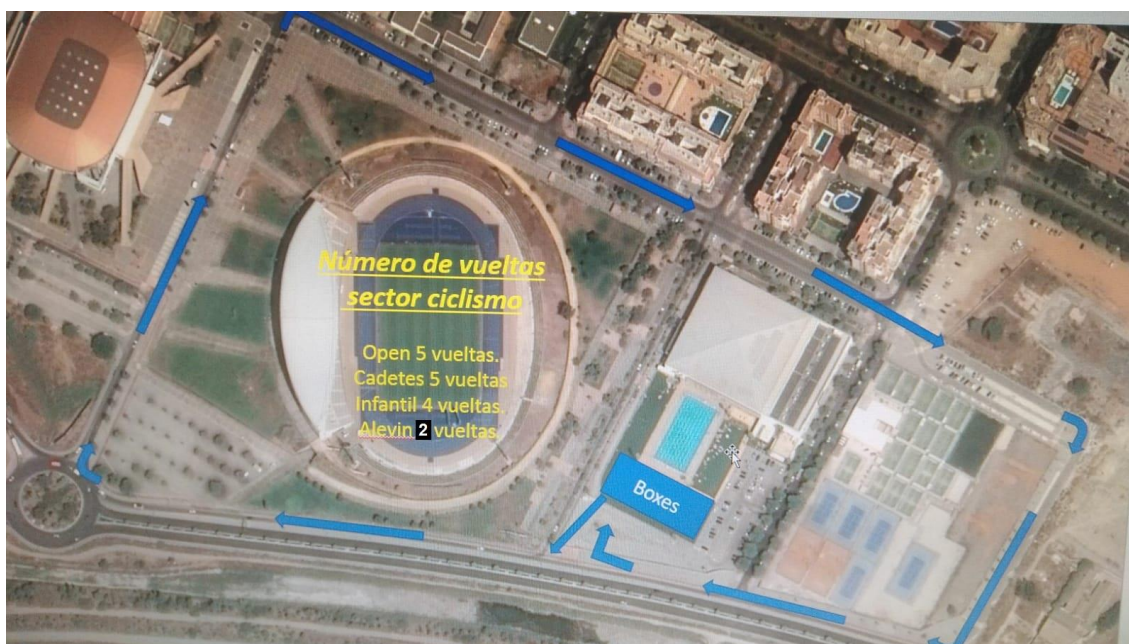 Número de vueltas
sector ciclismo
Open 5 vueltas.
Cadetes 5 vueltas
Infantil 4 vueltas.
Alevin 2 vueltas
Boxes